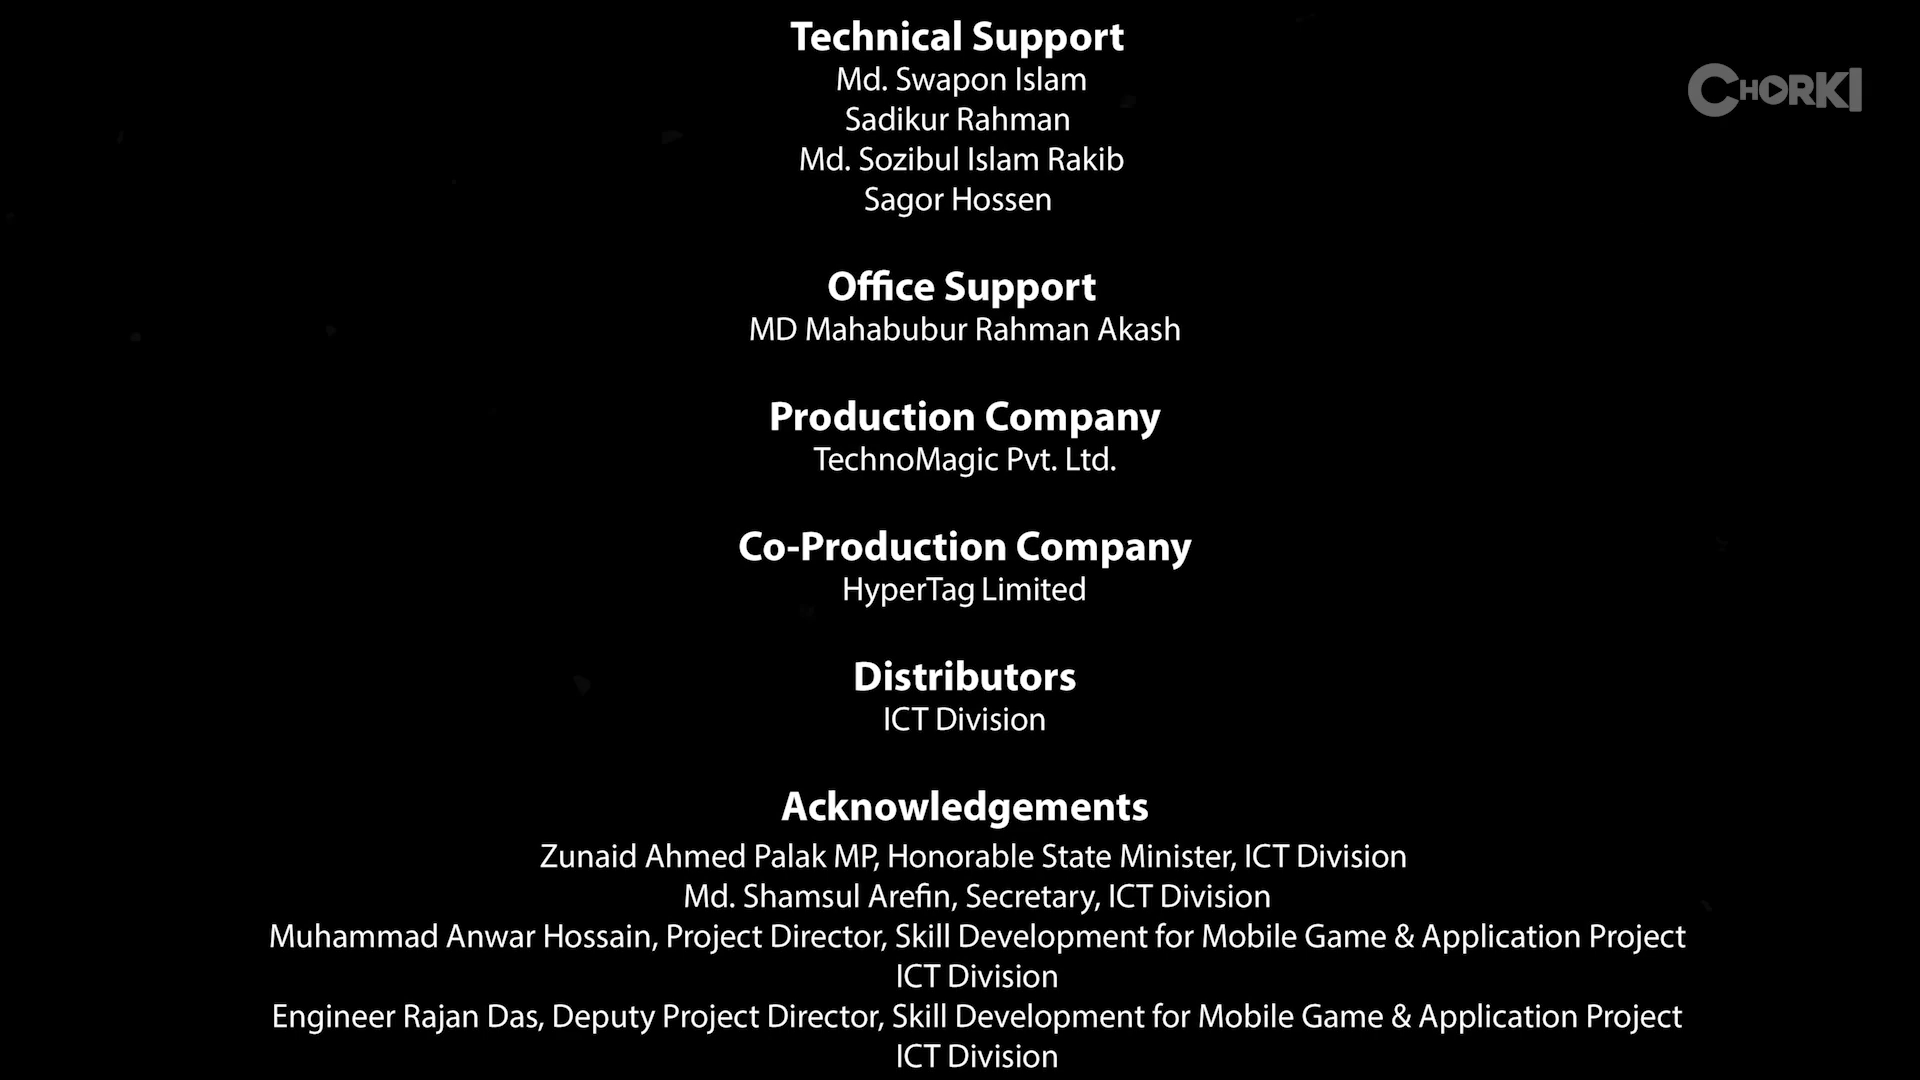 Technical Support
CHORKI
Md. Swapon Islam
Sadikur Rahman
Md. Sozibul Islam Rakib
Sagor Hossen
Office Support
MD Mahabubur Rahman Akash
Production Company
TechnoMagic Pvt. Ltd.
Co-Production Company
HyperTag Limited
Distributors
ICT Division
Acknowledgements
Zunaid Ahmed Palak MP, Honorable State Minister, ICT Division
Md. Shamsul Arefin, Secretary, ICT Division
Muhammad Anwar Hossain, Project Director, Skill Development for Mobile Game & Application Project
ICT Division
Engineer Rajan Das, Deputy Project Director, Skill Development for Mobile Game & Application Project
ICT Division